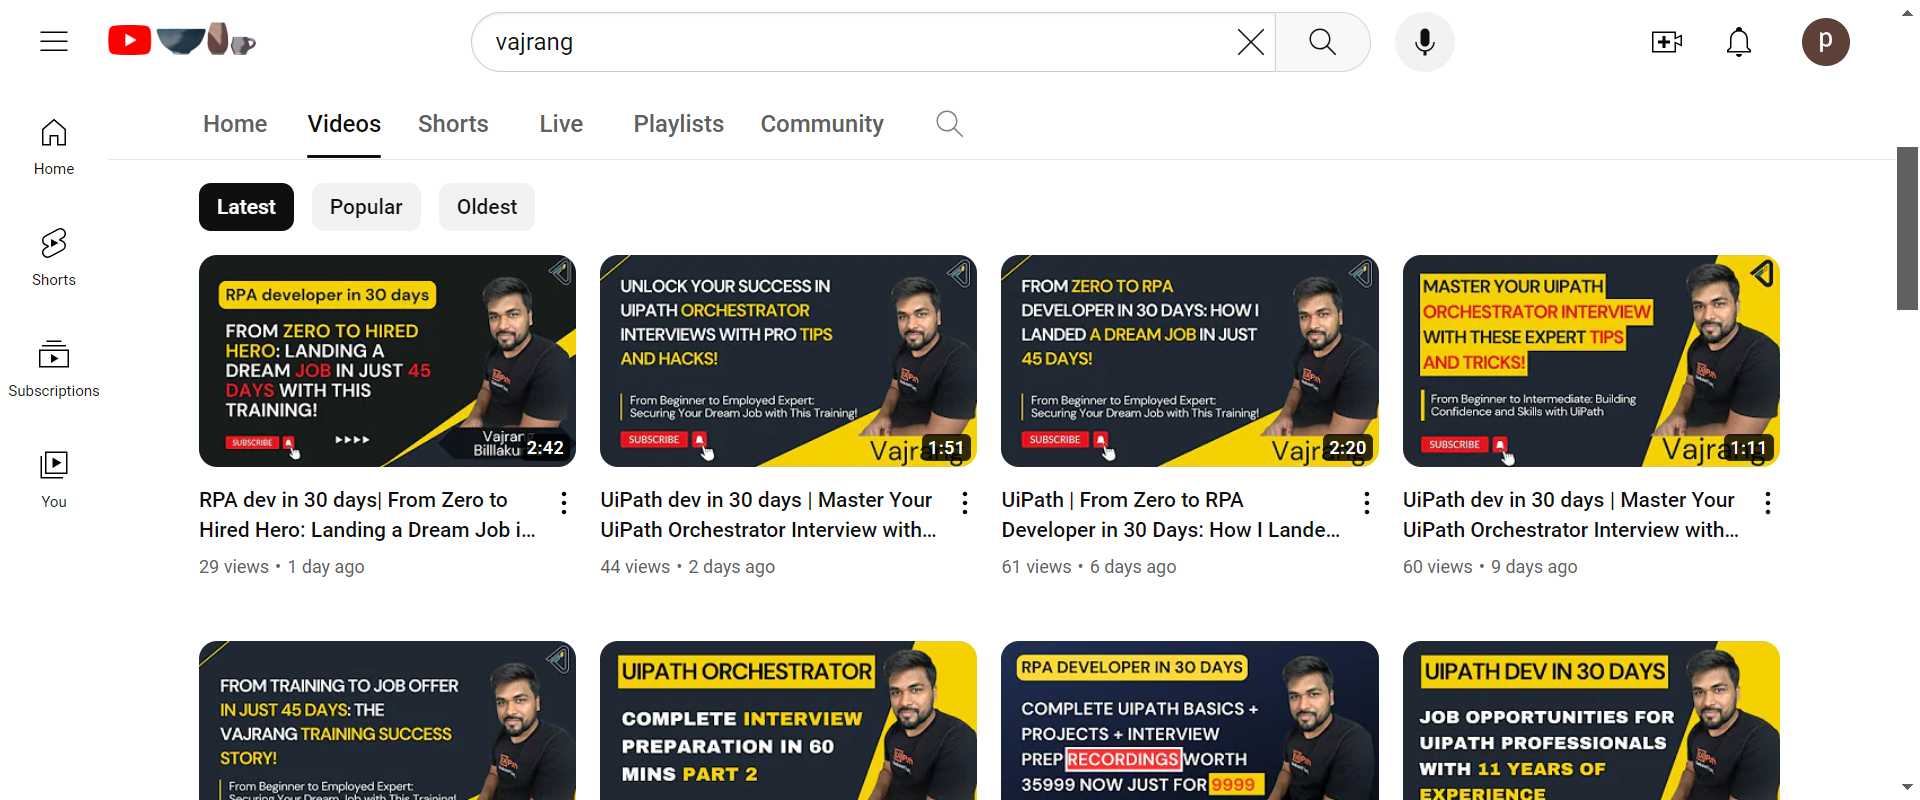 vajrang
p
Home
Videos
Shorts
Live
Playlists
Community
Home
Shorts
Subscriptions
You
Latest
Popular
Oldest
RPA developer in 30 days
FROM ZERO TO HIRED
HERO: LANDING A
DREAM JOB IN JUST 45
DAYS WITH THIS
TRAINING!
SUBSCRIBE
Vajrang
Billlaku
2:42
RPA dev in 30 days| From Zero to
Hired Hero: Landing a Dream Job i...
29 views • 1 day ago
UNLOCK YOUR SUCCESS IN
UIPATH ORCHESTRATOR
INTERVIEWS WITH PRO TIPS
AND HACKS!
From Beginner to Employed Expert:
Securing Your Dream Job with This Training!
SUBSCRIBE
Vajrang
1:51
UiPath dev in 30 days | Master Your
UiPath Orchestrator Interview with...
44 views • 2 days ago
FROM ZERO TO RPA
DEVELOPER IN 30 DAYS: HOW I
LANDED A DREAM JOB IN JUST
45 DAYS!
From Beginner to Employed Expert:
Securing Your Dream Job with This Training!
SUBSCRIBE
Vajrang
2:20
UiPath | From Zero to RPA
Developer in 30 Days: How I Lande...
61 views • 6 days ago
MASTER YOUR UIPATH
ORCHESTRATOR INTERVIEW
WITH THESE EXPERT TIPS
AND TRICKS!
From Beginner to Intermediate: Building
Confidence and Skills with UiPath
SUBSCRIBE
Vajrang
1:11
UiPath dev in 30 days | Master Your
UiPath Orchestrator Interview with...
60 views • 9 days ago
FROM TRAINING TO JOB OFFER
IN JUST 45 DAYS: THE
VAJRANG TRAINING SUCCESS
STORY!
From Beginner to Employed Expert:
Securing Your Dream Job with This Training!
UIPATH ORCHESTRATOR
COMPLETE INTERVIEW
PREPARATION IN 60
MINS PART 2
RPA DEVELOPER IN 30 DAYS
COMPLETE UIPATH BASICS +
PROJECTS + INTERVIEW
PREP RECORDINGS WORTH
35999 NOW JUST FOR 9999
UIPATH DEV IN 30 DAYS
JOB OPPORTUNITIES FOR
UIPATH PROFESSIONALS
WITH 11 YEARS OF
EXPERIENCE